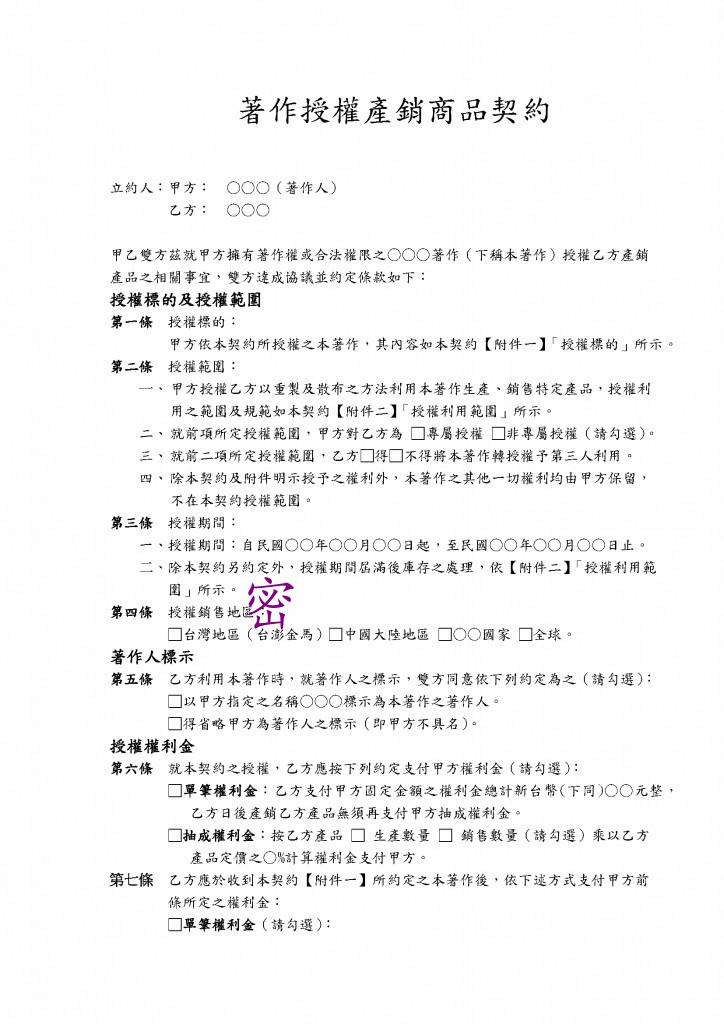 著作授權產銷商品契約
立約人：甲方：　○○○（著作人）
乙方：　○○○
甲乙雙方茲就甲方擁有著作權或合法權限之○○○著作（下稱本著作）授權乙方產銷
產品之相關事宜，雙方達成協議並約定條款如下：
授權標的及授權範圍
第一條　授權標的：
甲方依本契約所授權之本著作，其內容如本契約【附件一】「授權標的」所示。
第二條　授權範圍：
一、甲方授權乙方以重製及散布之方法利用本著作生產、銷售特定產品，授權利
用之範圍及規範如本契約【附件二】「授權利用範圍」所示。
二、就前項所定授權範圍，甲方對乙方為 □專屬授權 □非專屬授權（請勾選）。
三、就前二項所定授權範圍，乙方□得□不得將本著作轉授權予第三人利用。
四、除本契約及附件明示授予之權利外，本著作之其他一切權利均由甲方保留，
不在本契約授權範圍。
第三條　授權期間：
一、授權期間：自民國○○年○○月○○日起，至民國○○年○○月○○日止。
二、除本契約另約定外，授權期間屆滿後庫存之處理，依【附件二】「授權利用範
圍」所示。
密
第四條　授權銷售地區：
□台灣地區（台澎金馬）□中國大陸地區 □○○國家 □全球。
著作人標示
第五條　乙方利用本著作時，就著作人之標示，雙方同意依下列約定為之（請勾選）：
□以甲方指定之名稱○○○標示為本著作之著作人。
□得省略甲方為著作人之標示（即甲方不具名）。
授權權利金
第六條　就本契約之授權，乙方應按下列約定支付甲方權利金（請勾選）：
□單筆權利金：乙方支付甲方固定金額之權利金總計新台幣(下同)○○元整，
乙方日後產銷乙方產品無須再支付甲方抽成權利金。
□抽成權利金：按乙方產品 □ 生產數量 □ 銷售數量（請勾選）乘以乙方
產品定價之○%計算權利金支付甲方。
第七條　乙方應於收到本契約【附件一】所約定之本著作後，依下述方式支付甲方前
條所定之權利金：
□單筆權利金（請勾選）：